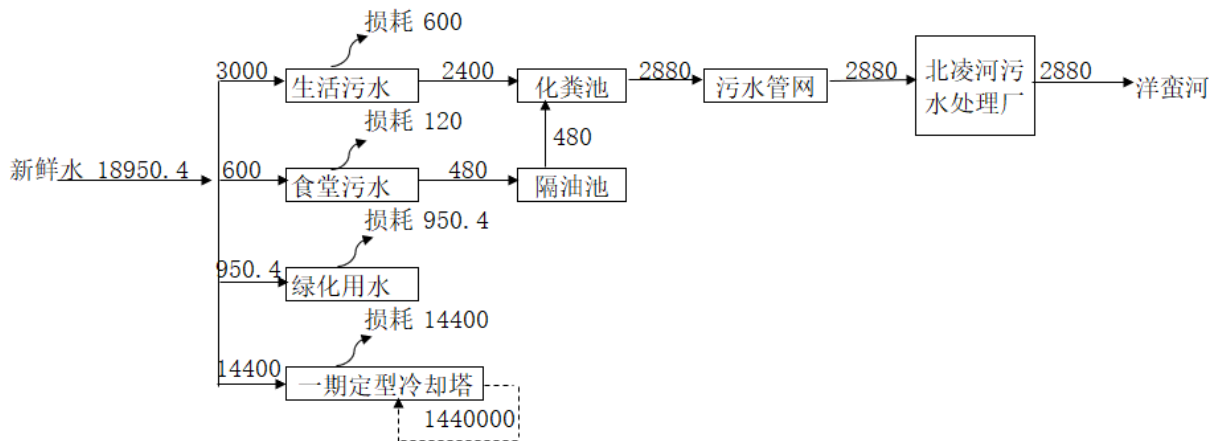 损耗 600
3000
生活污水
2400
化粪池
2880
污水管网
2880
北凌河污
水处理厂
2880
洋蛮河
损耗 120
480
新鲜水 18950.4
600
食堂污水
480
隔油池
损耗 950.4
950.4
绿化用水
损耗 14400
14400
一期定型冷却塔
1440000